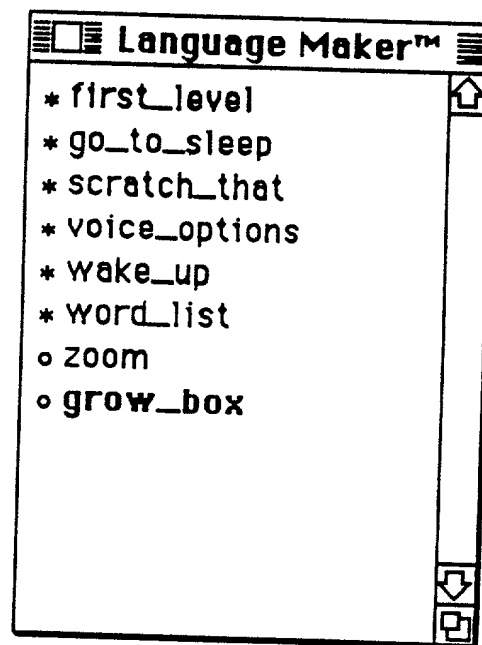 Language Maker™
* first_level
* go_to_sleep
* scratch_that
* voice_options
* wake_up
* word_list
o zoom
o grow_box